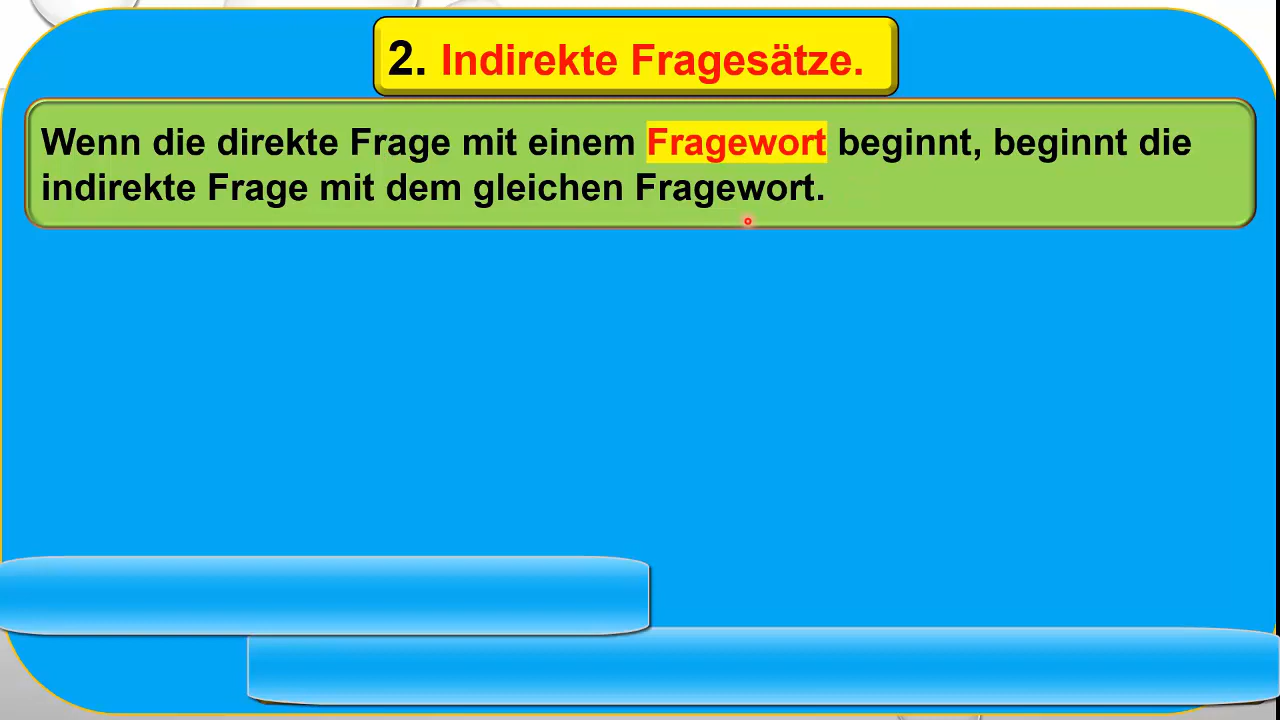 2. Indirekte Fragesätze.
Wenn die direkte Frage mit einem Fragewort beginnt, beginnt die
indirekte Frage mit dem gleichen Fragewort.